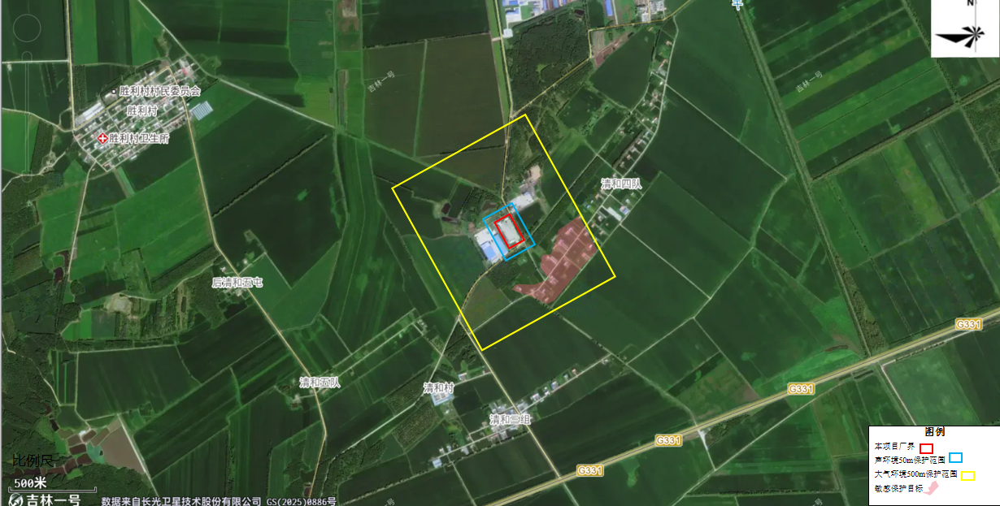 N
平
胜利村村民委员会
胜利村
胜利村卫生所
吉林一号
吉林一号
清和四队
后清和五屯
清和五队
清和村
清和三组
G331
G331
G331
G331
图例
本项目厂界
声环境50m保护范围
大气环境500m保护范围
敏感保护目标
比例尺
500米
吉林一号
数据来自长光卫星技术股份有限公司 GS(2025)0886号